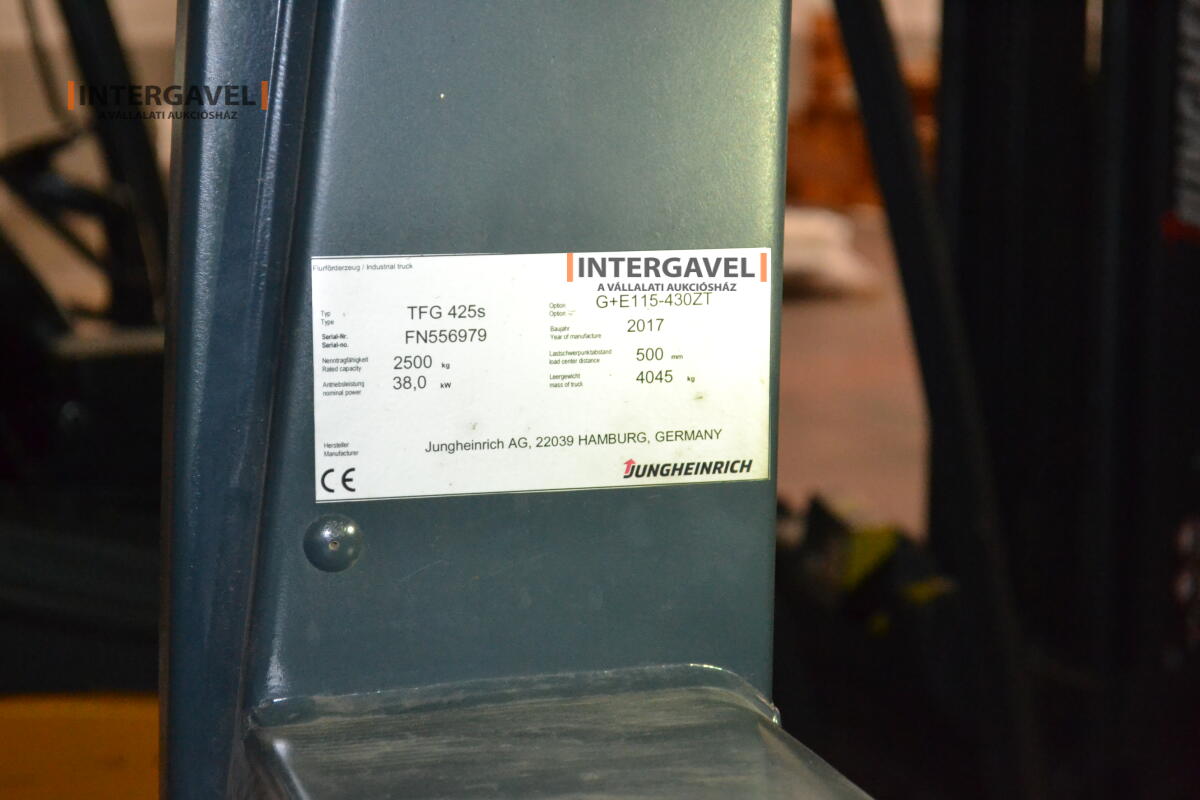 INTERGAVEL
A VÁLLALATI AUKCIÓSHÁZ
Flurförderzeug / Industrial truck
INTERGAVEL
A VÁLLALATI AUKCIÓSHÁZ
Typ
Type
TFG 425s
Option
Option
G+E115-430ZT
Serial-Nr.
Serial-no.
FN556979
Baujahr
Year of manufacture
2017
Nenntragfähigkeit
Rated capacity
2500 kg
Lastschwerpunktabstand
load center distance
500 mm
Antriebsleistung
nominal power
38,0 kW
Leergewicht
mass of truck
4045 kg
Hersteller
Manufacturer
Jungheinrich AG, 22039 HAMBURG, GERMANY
CE
JUNGHEINRICH